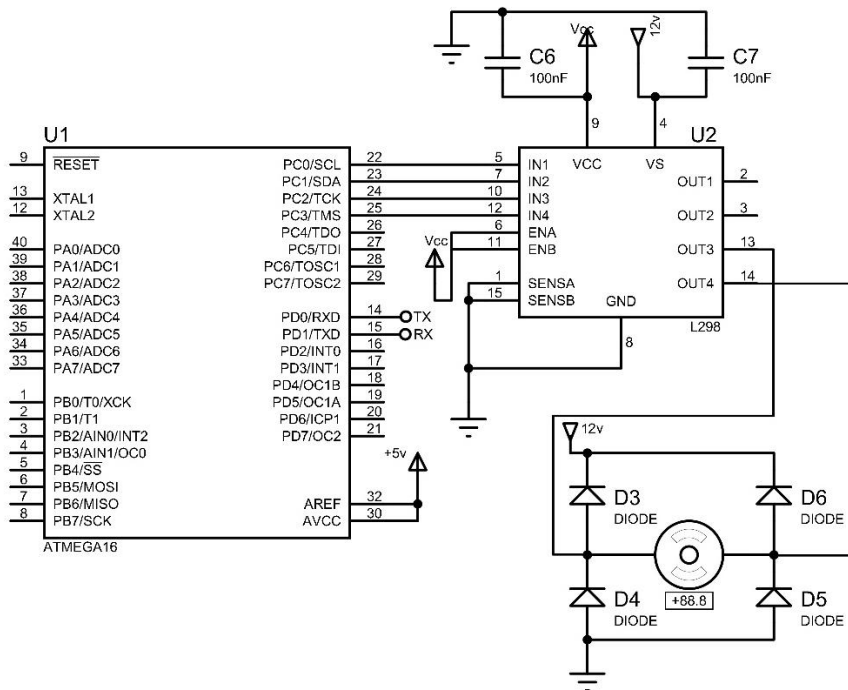 Vcc
12v
C6
100nF
C7
100nF
9
4
U1
U2
9 RESET
13 XTAL1
12 XTAL2
40 PA0/ADC0
39 PA1/ADC1
38 PA2/ADC2
37 PA3/ADC3
36 PA4/ADC4
35 PA5/ADC5
34 PA6/ADC6
33 PA7/ADC7
1 PB0/T0/XCK
2 PB1/T1
3 PB2/AIN0/INT2
4 PB3/AIN1/OC0
5 PB4/SS
6 PB5/MOSI
7 PB6/MISO
8 PB7/SCK
PC0/SCL 22
PC1/SDA 23
PC2/TCK 24
PC3/TMS 25
PC4/TDO 26
PC5/TDI 27
PC6/TOSC1 28
PC7/TOSC2 29
PD0/RXD 14 TX
PD1/TXD 15 RX
PD2/INT0 16
PD3/INT1 17
PD4/OC1B 18
PD5/OC1A 19
PD6/ICP1 20
PD7/OC2 21
+5v
AREF 32
AVCC 30
ATMEGA16
5 IN1
7 IN2
10 IN3
12 IN4
6 ENA
11 ENB
Vcc
1 SENSA
15 SENSB
VCC
VS
OUT1 2
OUT2 3
OUT3 13
OUT4 14
GND
8
L298
12v
D3
DIODE
D6
DIODE
D4
DIODE
+88.8
D5
DIODE